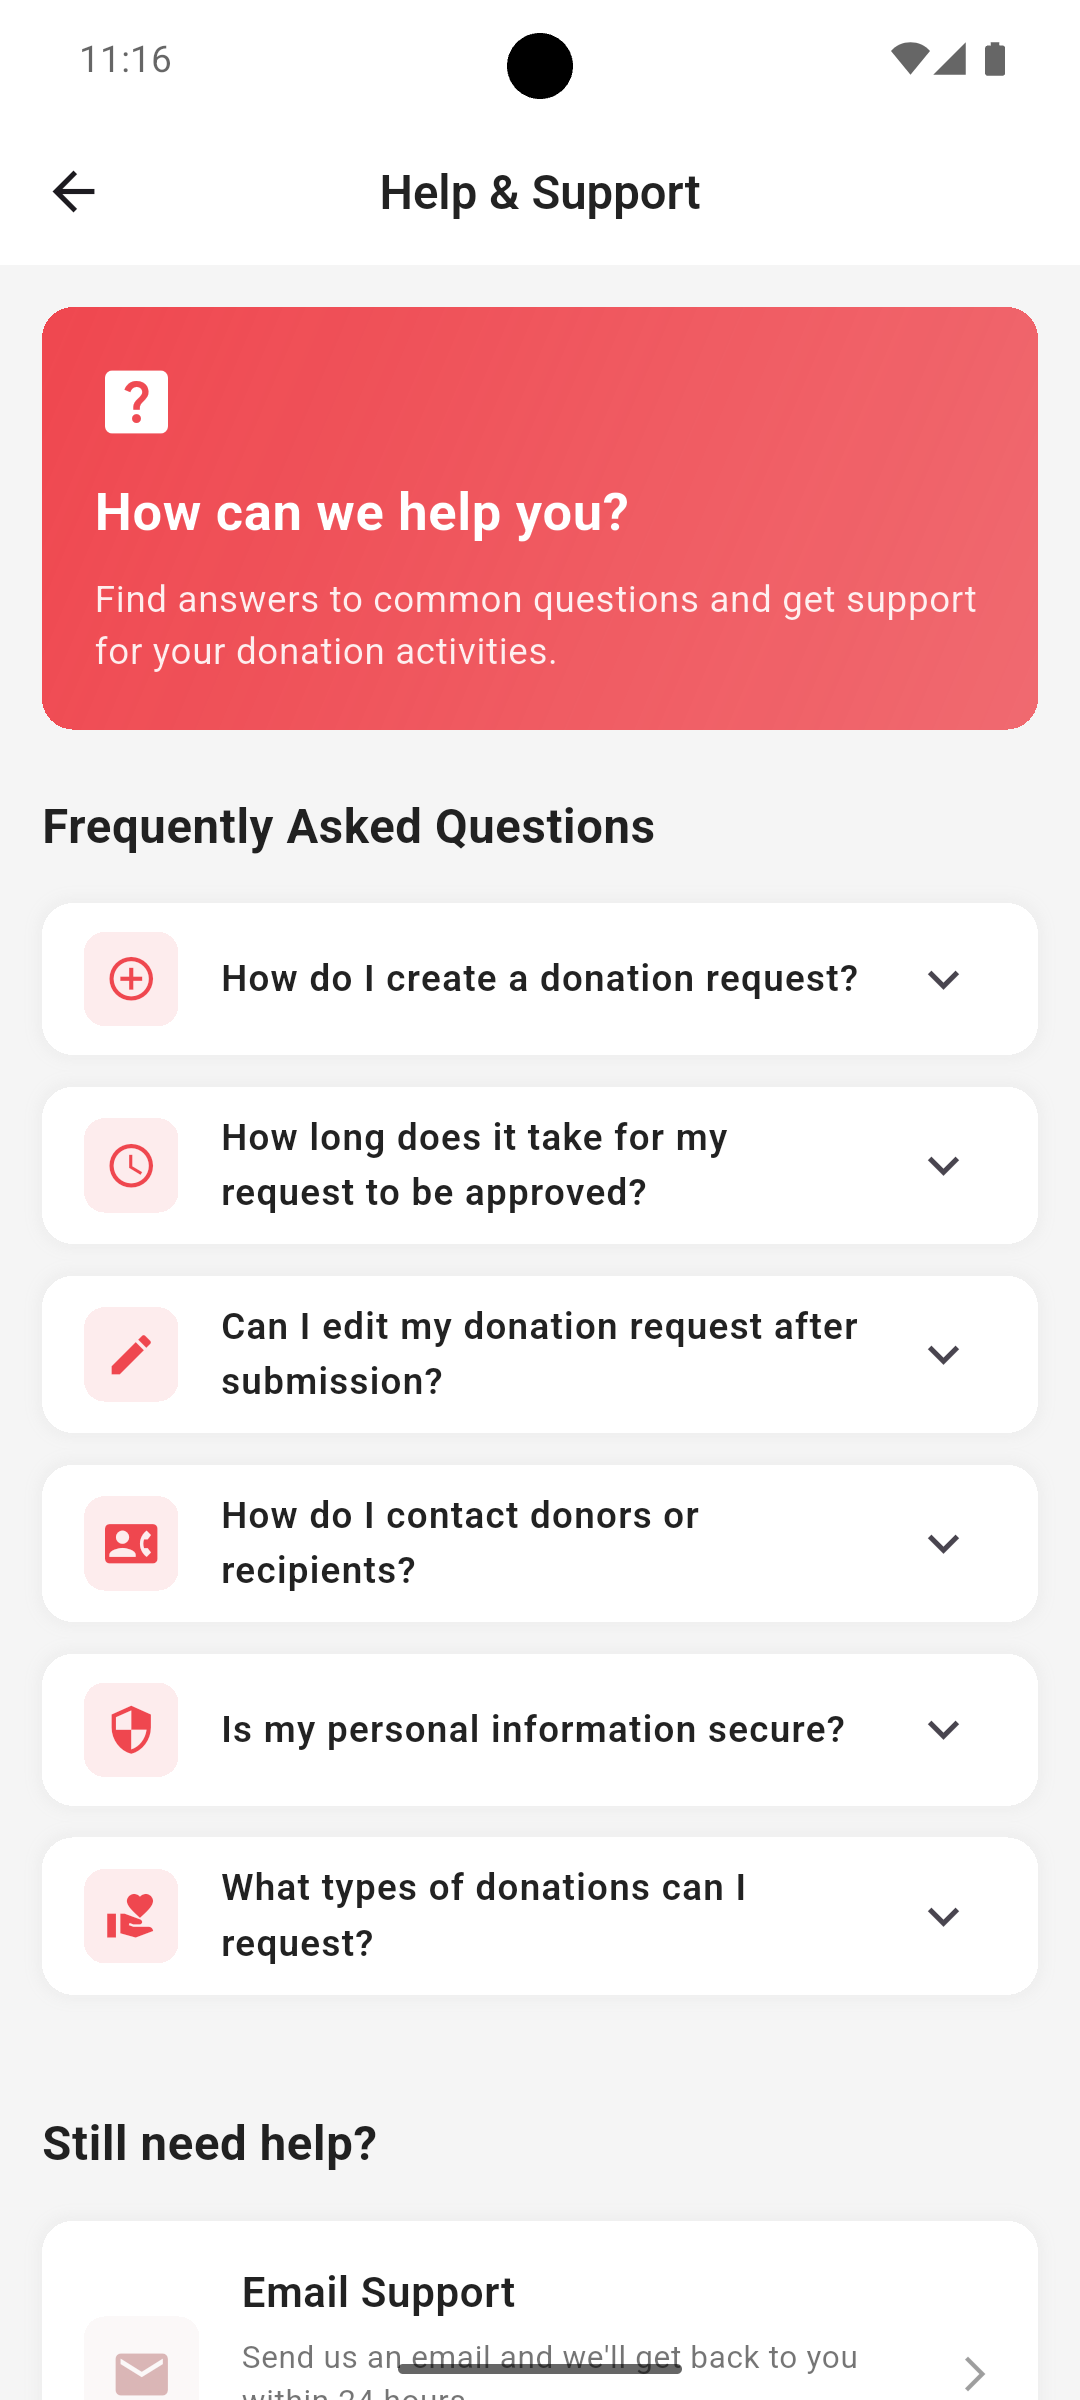 11:16
Help & Support
How can we help you?
Find answers to common questions and get support
for your donation activities.
Frequently Asked Questions
How do I create a donation request?
How long does it take for my
request to be approved?
Can I edit my donation request after
submission?
How do I contact donors or
recipients?
Is my personal information secure?
What types of donations can I
request?
Still need help?
Email Support
Send us an email and we'll get back to you
within 24 hours